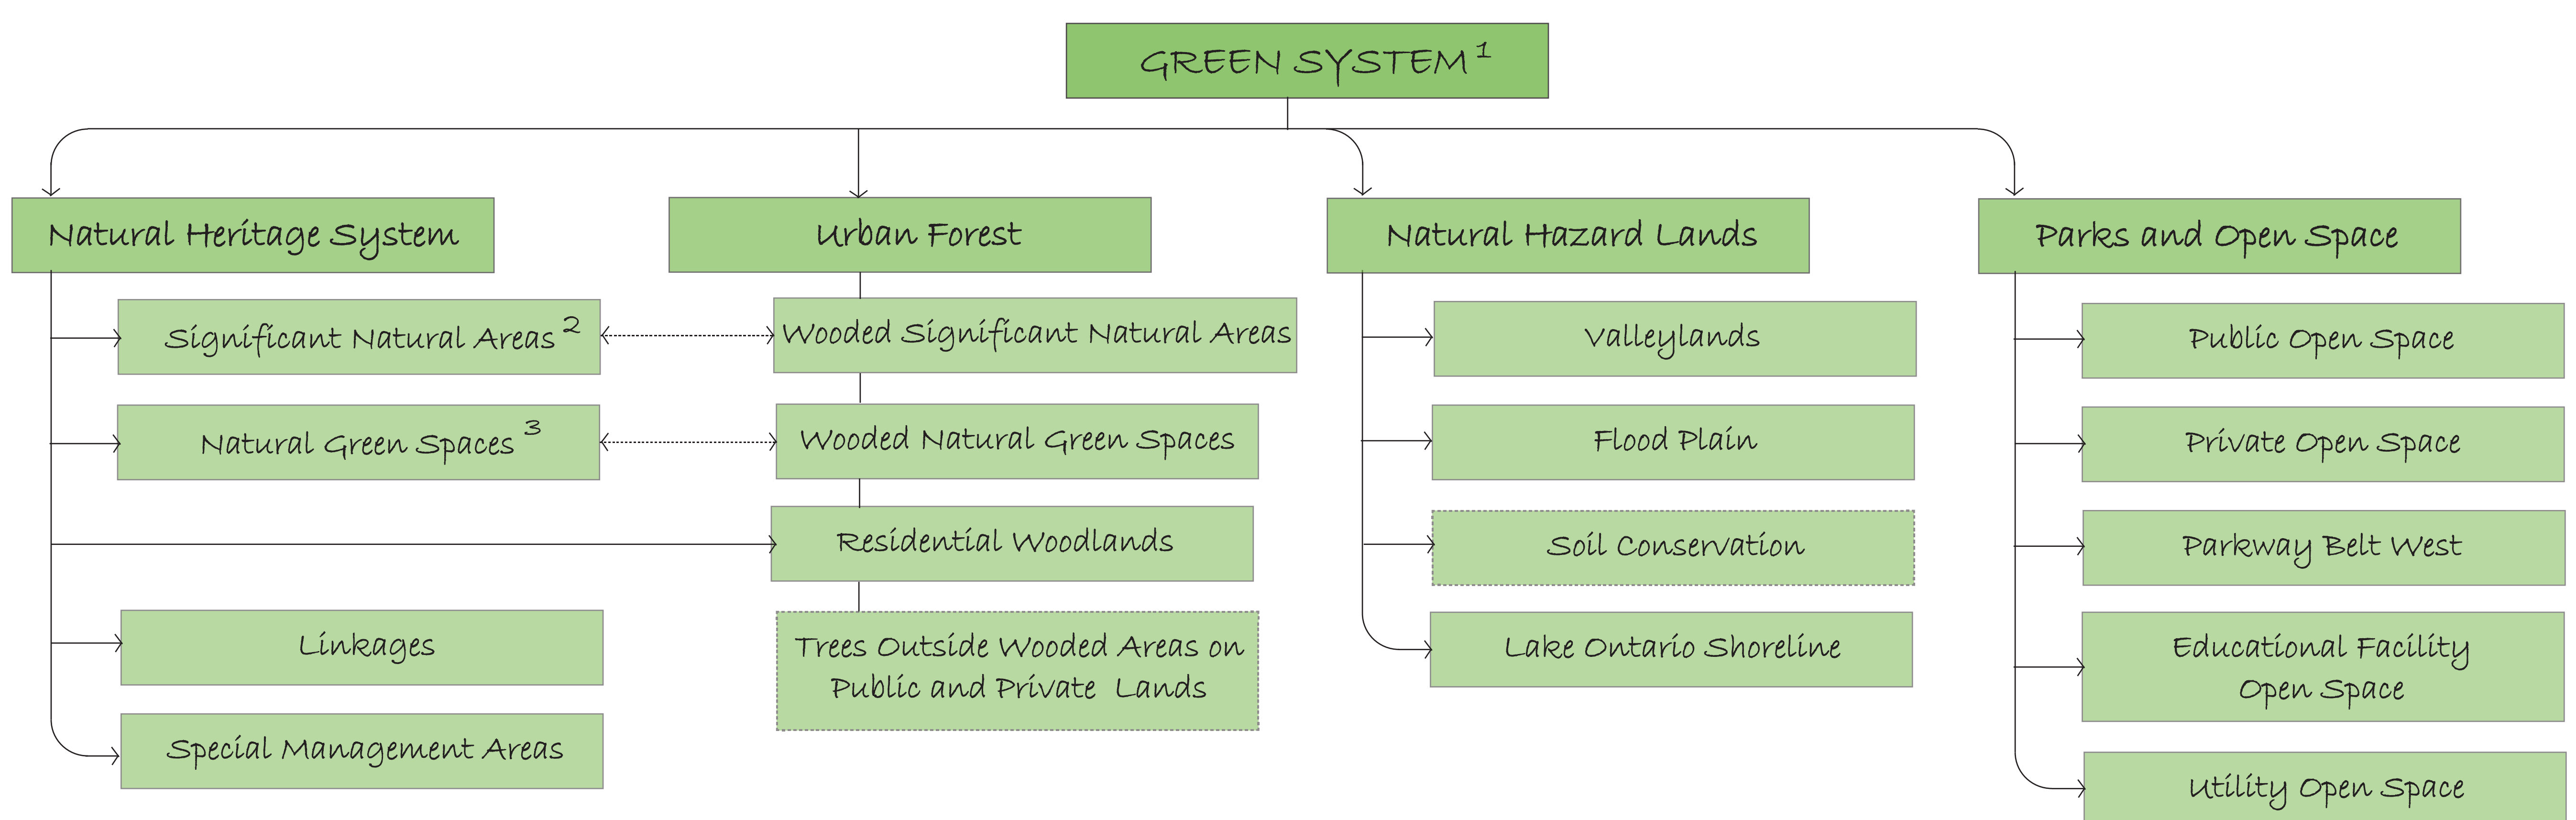 GREEN SYSTEM 1
Natural Heritage System
Urban Forest
Natural Hazard Lands
Parks and Open Space
Significant Natural Areas 2
Wooded Significant Natural Areas
Valleylands
Public Open Space
Natural Green Spaces 3
Wooded Natural Green Spaces
Flood Plain
Private Open Space
Residential Woodlands
Soil Conservation
Parkway Belt West
Linkages
Trees Outside Wooded Areas on
Public and Private Lands
Lake Ontario Shoreline
Educational Facility
Open Space
Special Management Areas
Utility Open Space